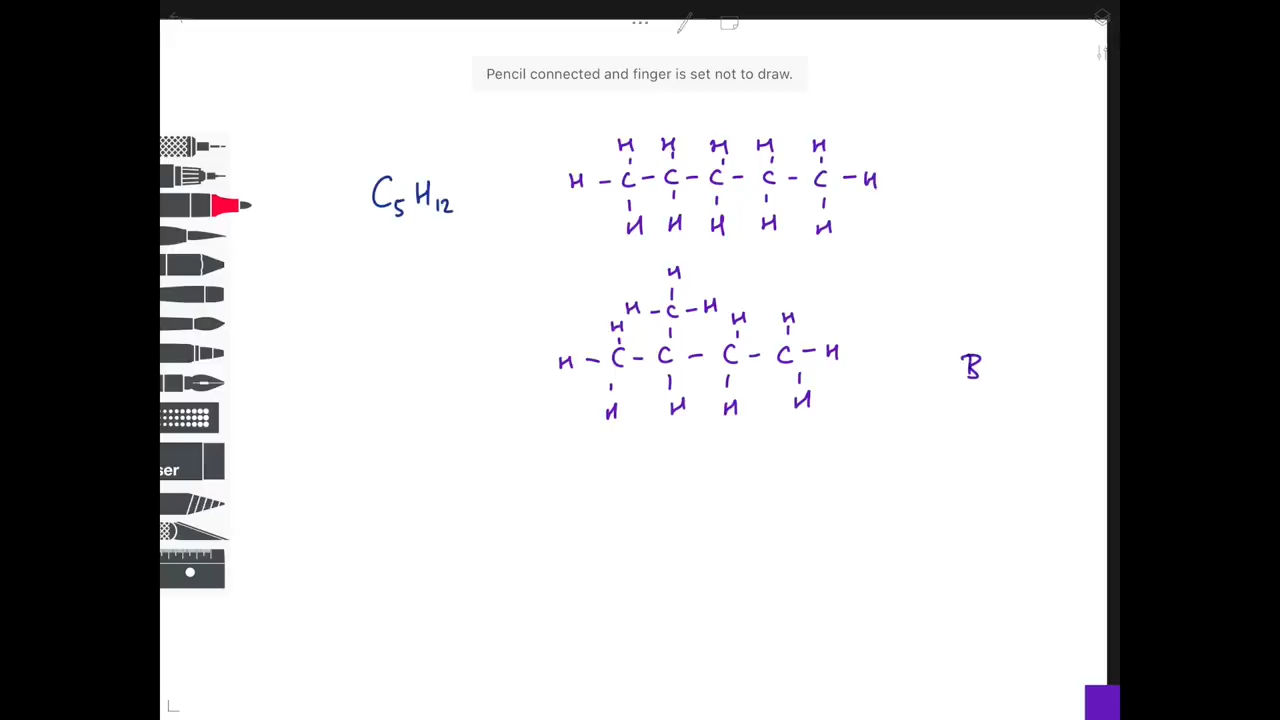 Pencil connected and finger is set not to draw.
H H H H H
C5H12 H - C - C - C - C - C - H
H H H H H
H
H - C - H H H
H
H - C - C - C - C - H B
H H H H
ser